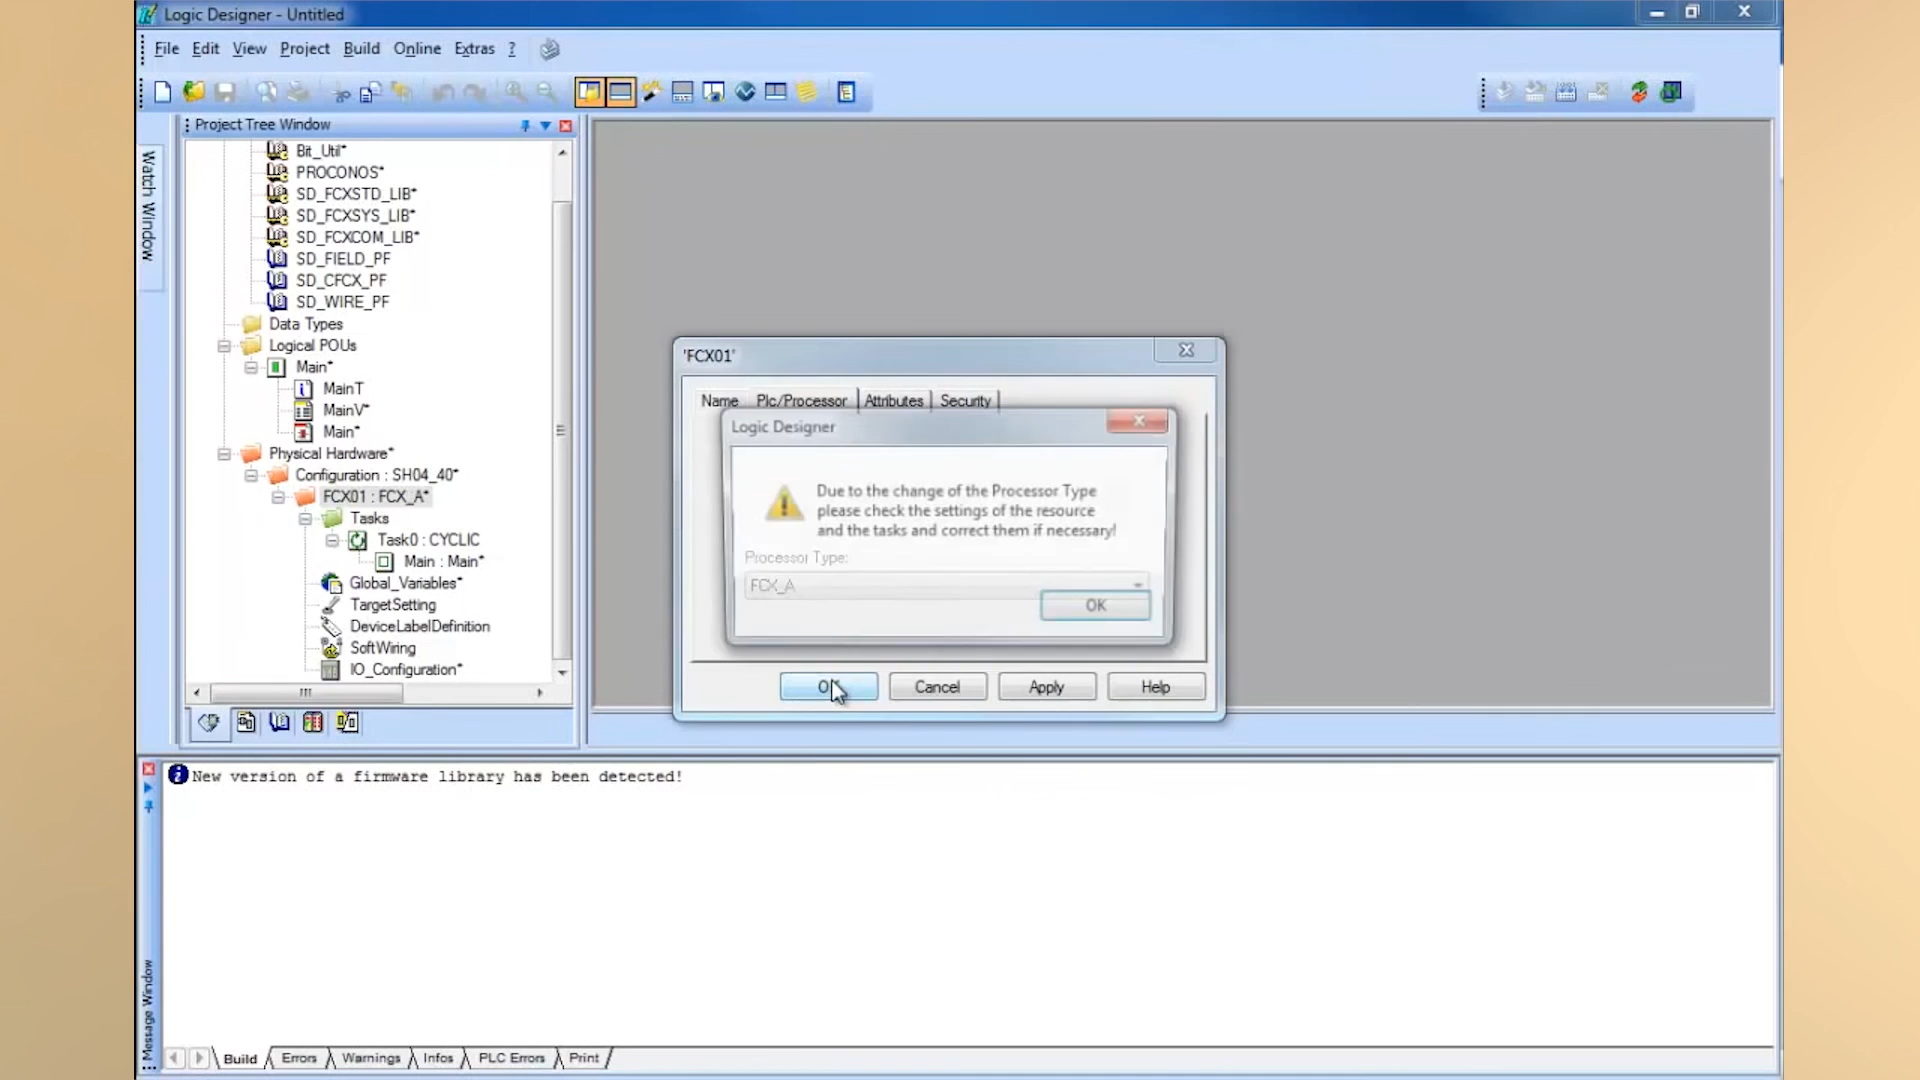 Logic Designer - Untitled
File Edit View Project Build Online Extras ?
Project Tree Window
Watch Window
Bit_Util*
PROCONOS*
SD_FCXSTD_LIB*
SD_FCXSYS_LIB*
SD_FCXCOM_LIB*
SD_FIELD_PF
SD_CFCX_PF
SD_WIRE_PF
Data Types
Logical POUs
Main*
MainT
MainV*
Main*
Physical Hardware*
Configuration : SH04_40*
FCX01 : FCX_A*
Tasks
Task0 : CYCLIC
Main : Main*
Global_Variables*
TargetSetting
DeviceLabelDefinition
SoftWiring
IO_Configuration*
'FCX01'
Name Plc/Processor Attributes Security
Logic Designer
Due to the change of the Processor Type
please check the settings of the resource
and the tasks and correct them if necessary!
Processor Type:
FCX_A
OK
OK Cancel Apply Help
New version of a firmware library has been detected!
Message Window
Build Errors Warnings Infos PLC Errors Print